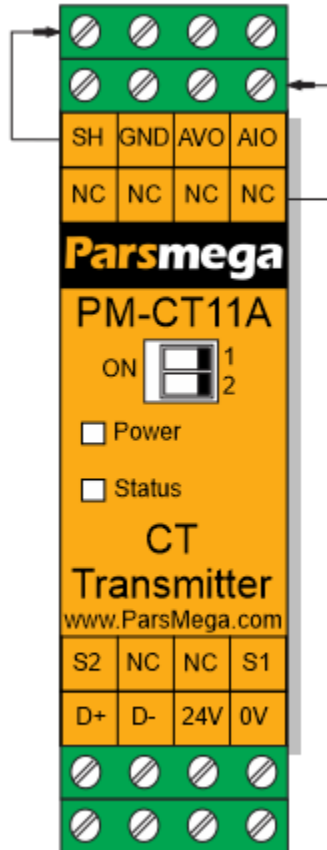 SH GND AVO AIO
NC NC NC NC
Parsmega
PM-CT11A
ON 1
2
Power
Status
CT
Transmitter
www.ParsMega.com
S2 NC NC S1
D+ D- 24V 0V